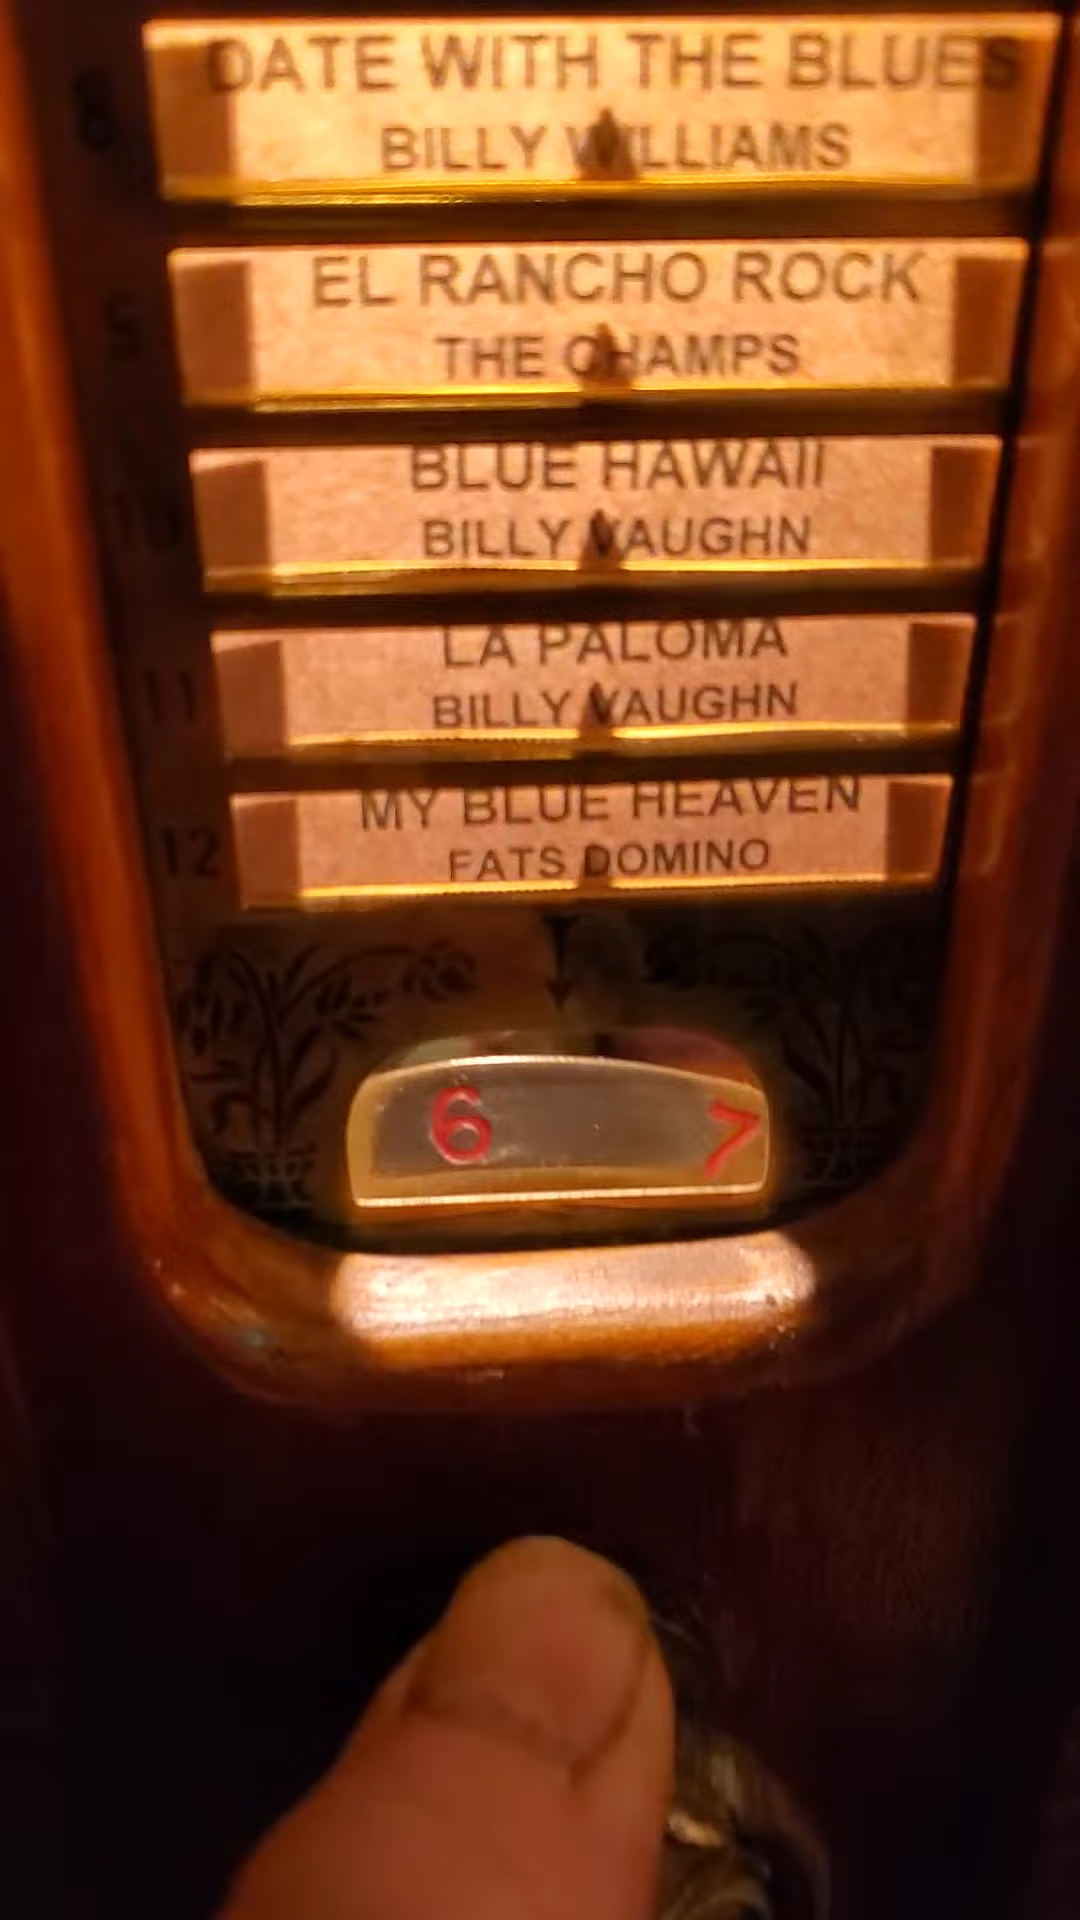 DATE WITH THE BLUES
8 BILLY WILLIAMS
EL RANCHO ROCK
THE CHAMPS
BLUE HAWAII
10 BILLY VAUGHN
LA PALOMA
11 BILLY VAUGHN
MY BLUE HEAVEN
12 FATS DOMINO
6 7